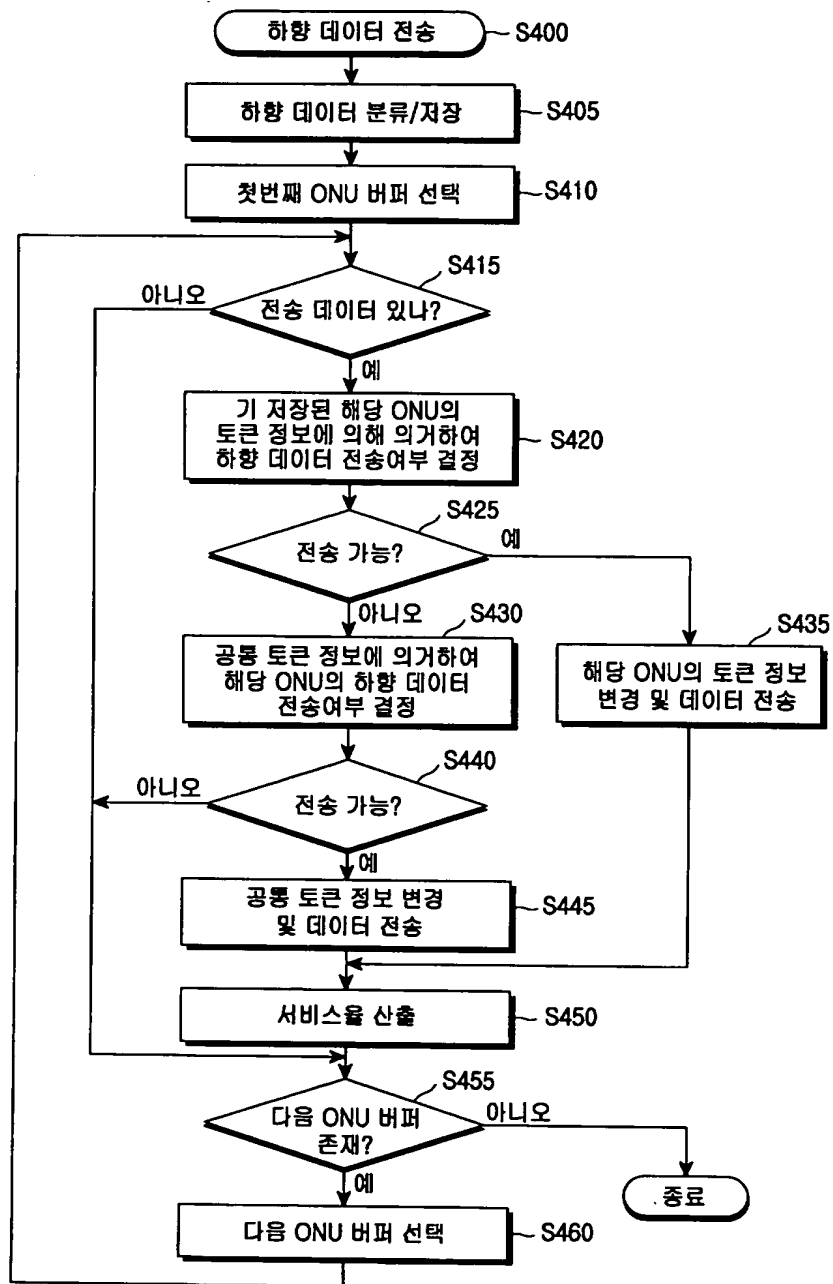 하향 데이터 전송
S400
하향 데이터 분류/저장
S405
첫번째 ONU 버퍼 선택
S410
S415
아니오
전송 데이터 있나?
예
기 저장된 해당 ONU의
토큰 정보에 의해 의거하여
하향 데이터 전송여부 결정
S420
S425
전송 가능?
예
아니오
S430
공통 토큰 정보에 의거하여
해당 ONU의 하향 데이터
전송여부 결정
S435
해당 ONU의 토큰 정보
변경 및 데이터 전송
S440
아니오
전송 가능?
예
공통 토큰 정보 변경
및 데이터 전송
S445
서비스율 산출
S450
S455
다음 ONU 버퍼
존재?
아니오
예
종료
다음 ONU 버퍼 선택
S460